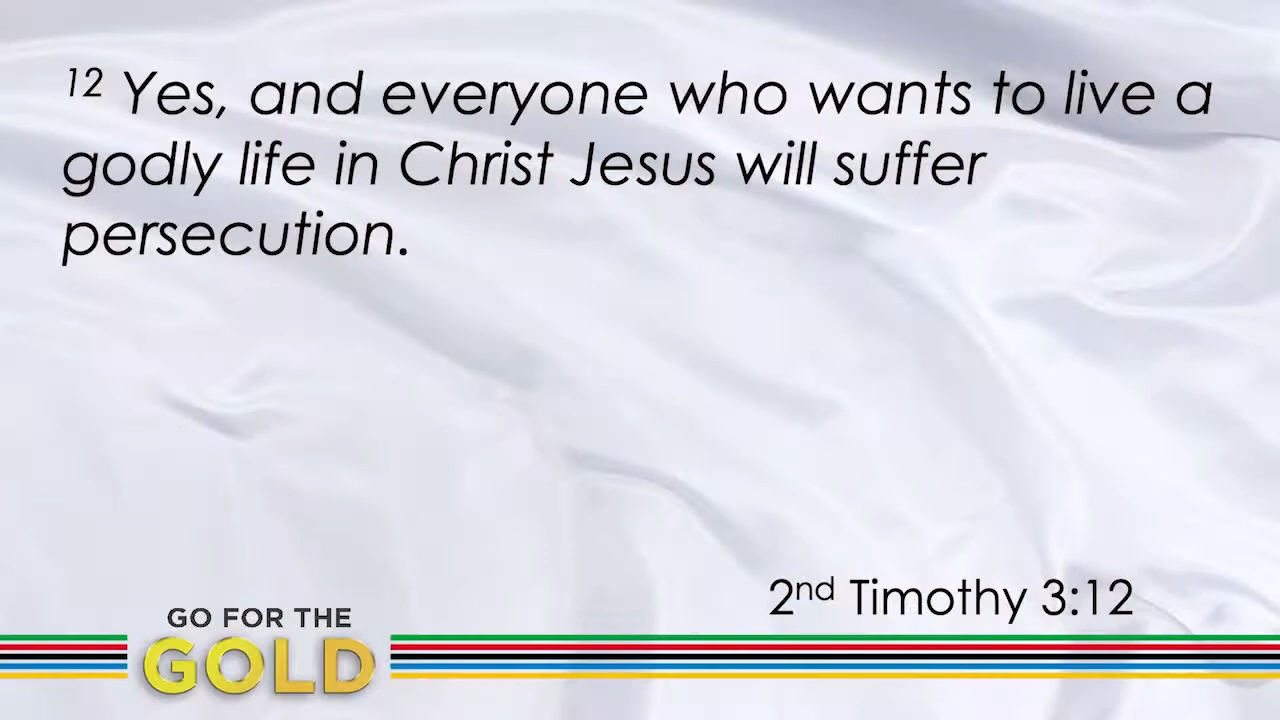 12 Yes, and everyone who wants to live a
godly life in Christ Jesus will suffer
persecution.
2nd Timothy 3:12
GO FOR THE
GOLD